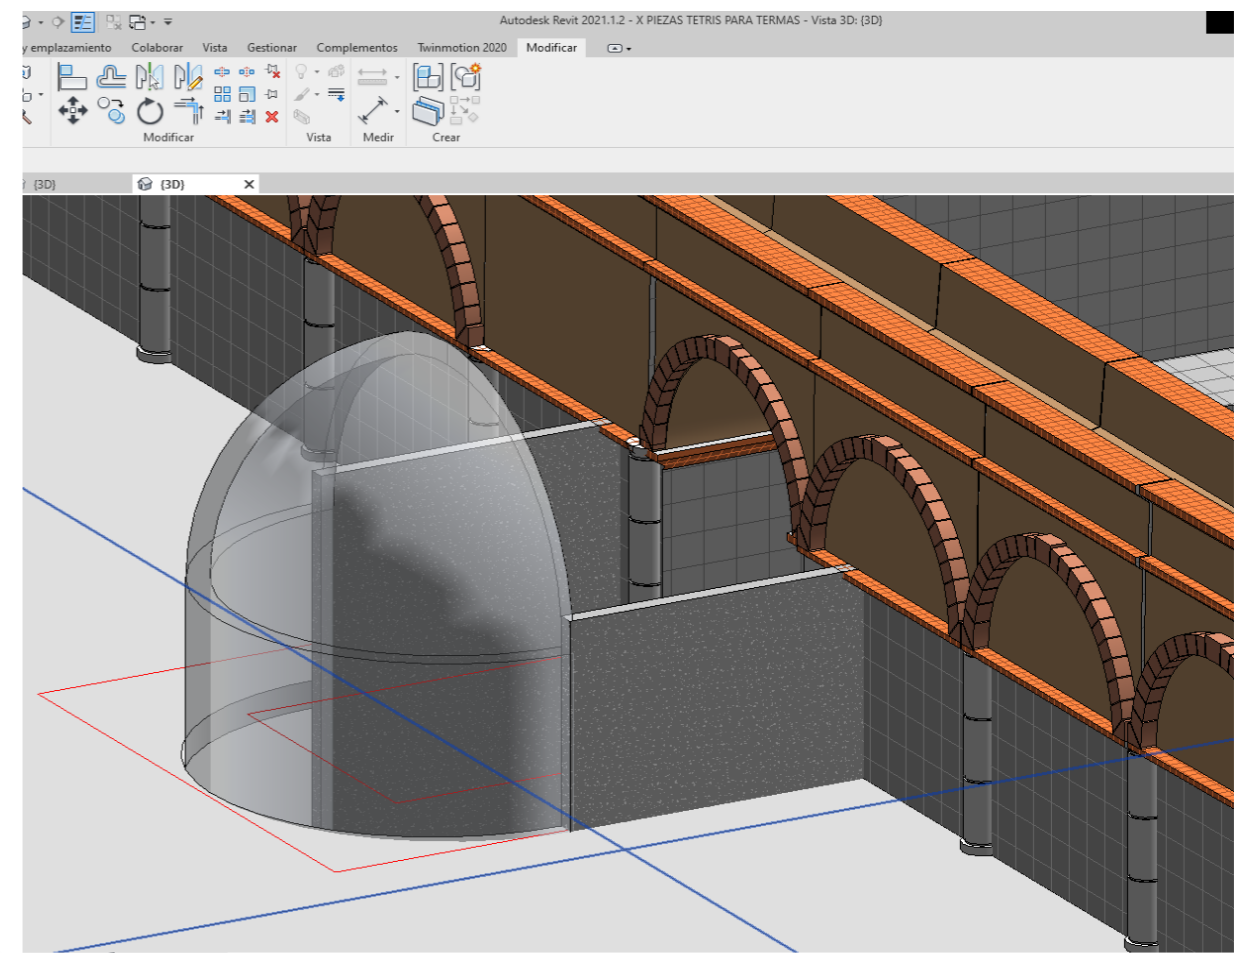 Autodesk Revit 2021.1.2 - X PIEZAS TETRIS PARA TERMAS - Vista 3D: {3D}
y emplazamiento Colaborar Vista Gestionar Complementos Twinmotion 2020 Modificar
Modificar Vista Medir Crear
{3D} {3D}